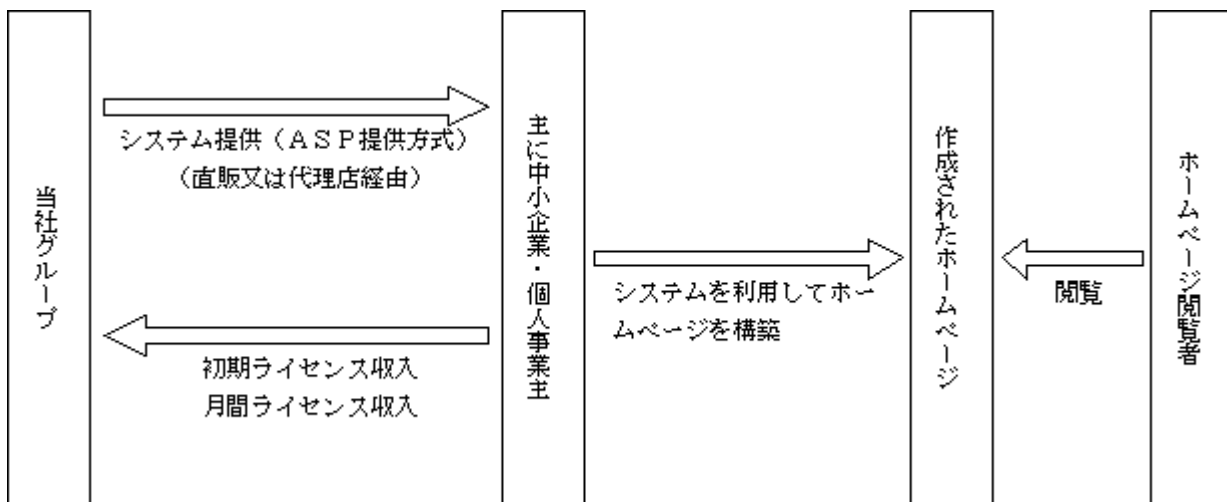 当社グループ
システム提供（ＡＳＰ提供方式）
（直販又は代理店経由）
初期ライセンス収入
月間ライセンス収入
主に中小企業・個人事業主
システムを利用してホー
ムページを構築
作成されたホームページ
閲覧
ホームページ閲覧者